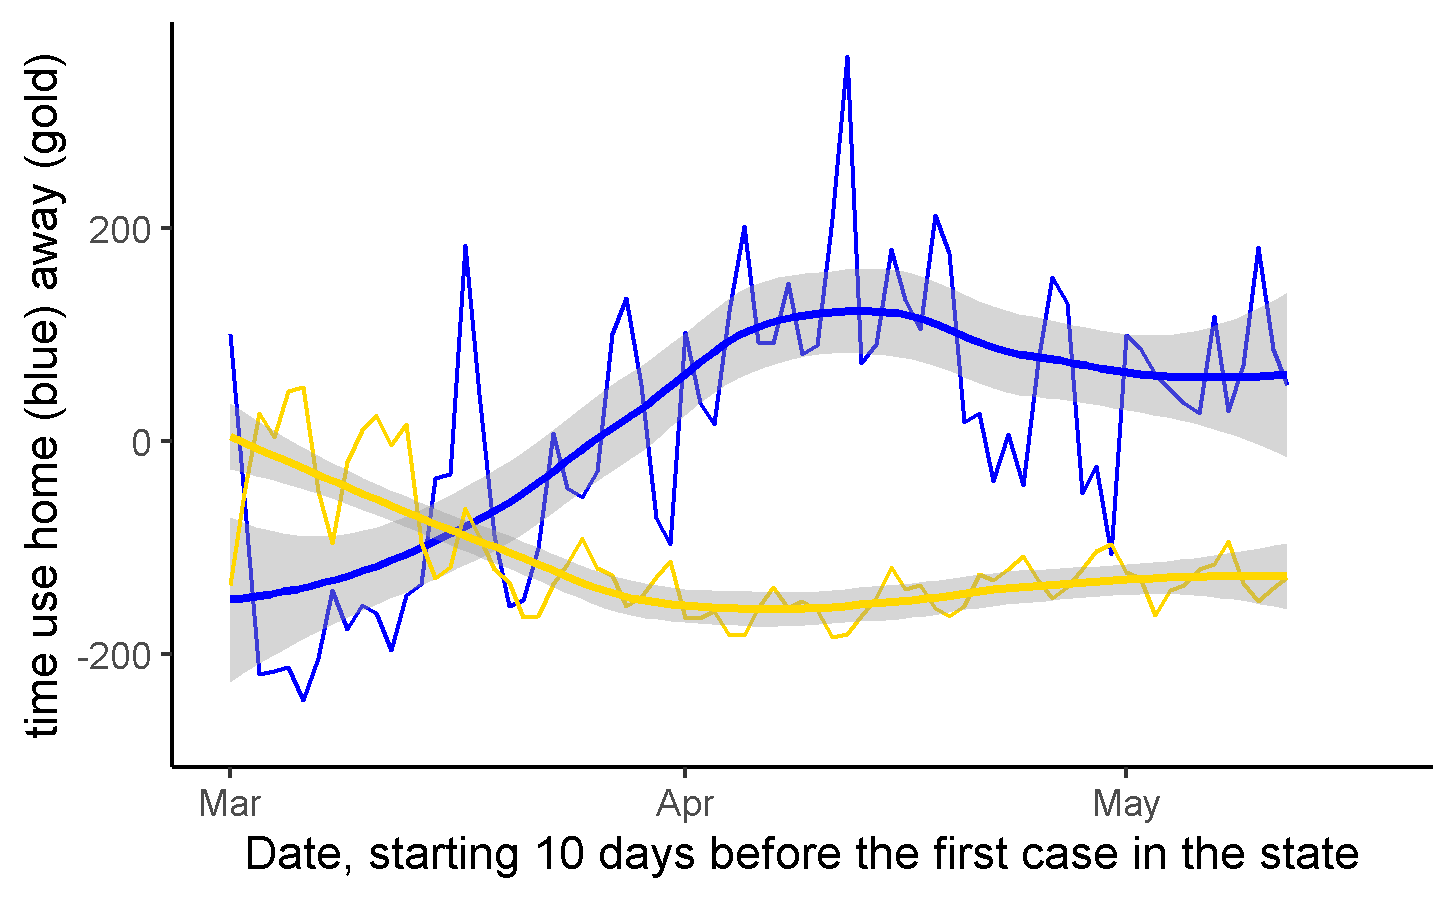 time use home (blue) away (gold)
200
0
-200
Mar
Apr
May
Date, starting 10 days before the first case in the state